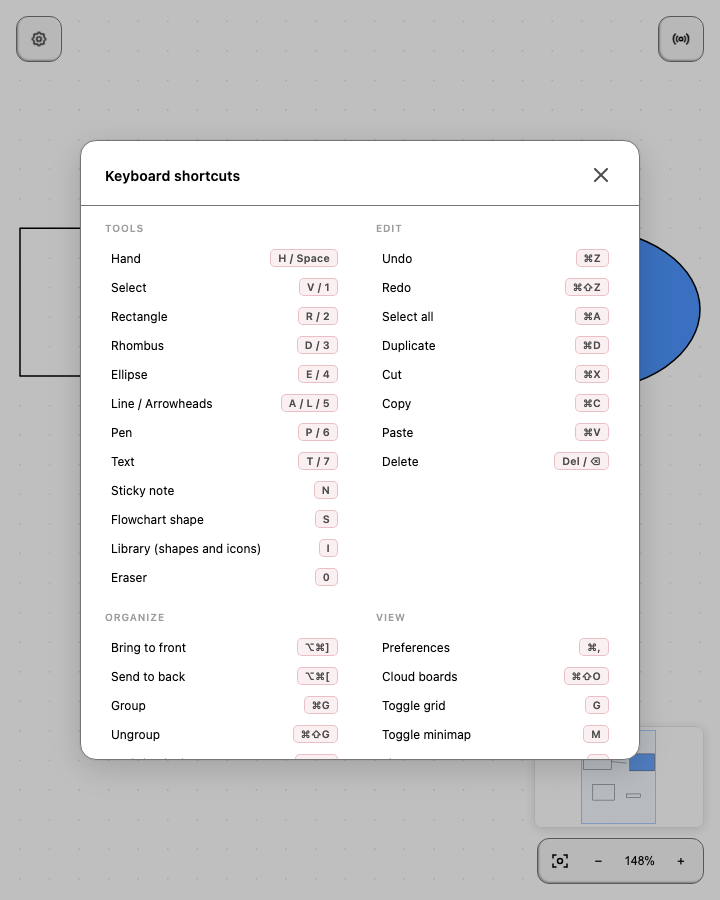 Keyboard shortcuts
TOOLS
Hand H / Space
Select V / 1
Rectangle R / 2
Rhombus D / 3
Ellipse E / 4
Line / Arrowheads A / L / 5
Pen P / 6
Text T / 7
Sticky note N
Flowchart shape S
Library (shapes and icons) I
Eraser 0
EDIT
Undo ⌘Z
Redo ⌘⇧Z
Select all ⌘A
Duplicate ⌘D
Cut ⌘X
Copy ⌘C
Paste ⌘V
Delete Del / ⌫
ORGANIZE
Bring to front ⌥⌘]
Send to back ⌥⌘[
Group ⌘G
Ungroup ⌘⇧G
VIEW
Preferences ⌘,
Cloud boards ⌘⇧O
Toggle grid G
Toggle minimap M
− 148% +